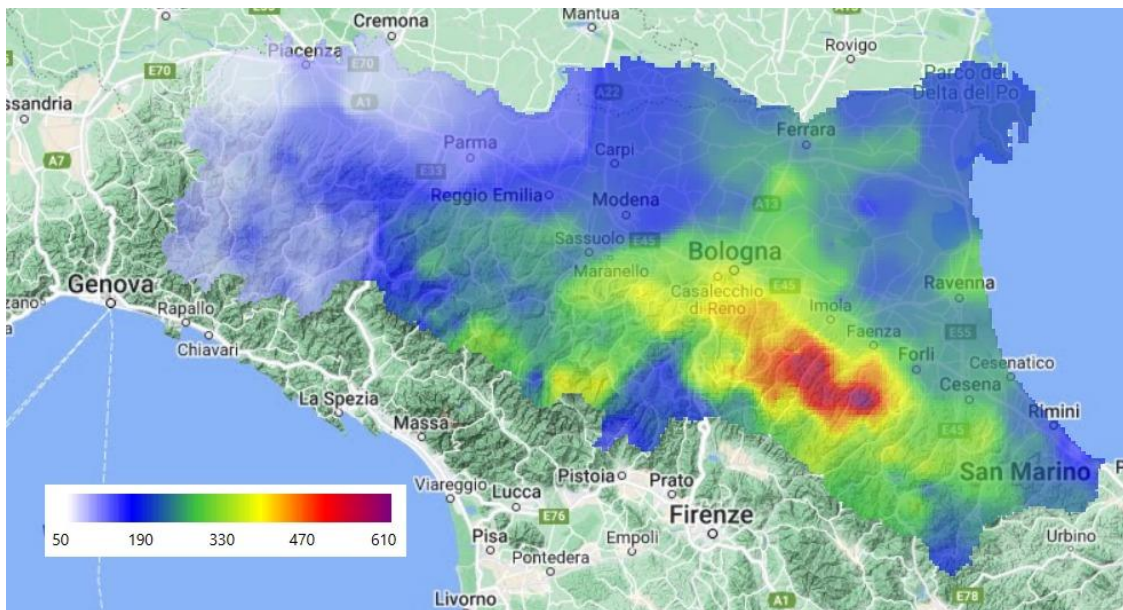 E35
A13
Cremona
Mantua
Rovigo
Piacenza
E70
E70
A1
A22
Parco del
Delta del Po
Ferrara
A7
Parma
Carpi
E33
Reggio Emilia
Modena
A13
Sassuolo
E45
Bologna
Maranello
Casalecchio
di Reno
E45
Imola
Ravenna
Genova
Rapallo
Chiavari
Faenza
E55
Forlì
Cesenatico
Cesena
Rimini
La Spezia
Massa
E45
San Marino
Pistoia
Prato
Viareggio
Lucca
E76
Firenze
Pisa
Empoli
Urbino
Pontedera
Livorno
A1
E78
50 190 330 470 610